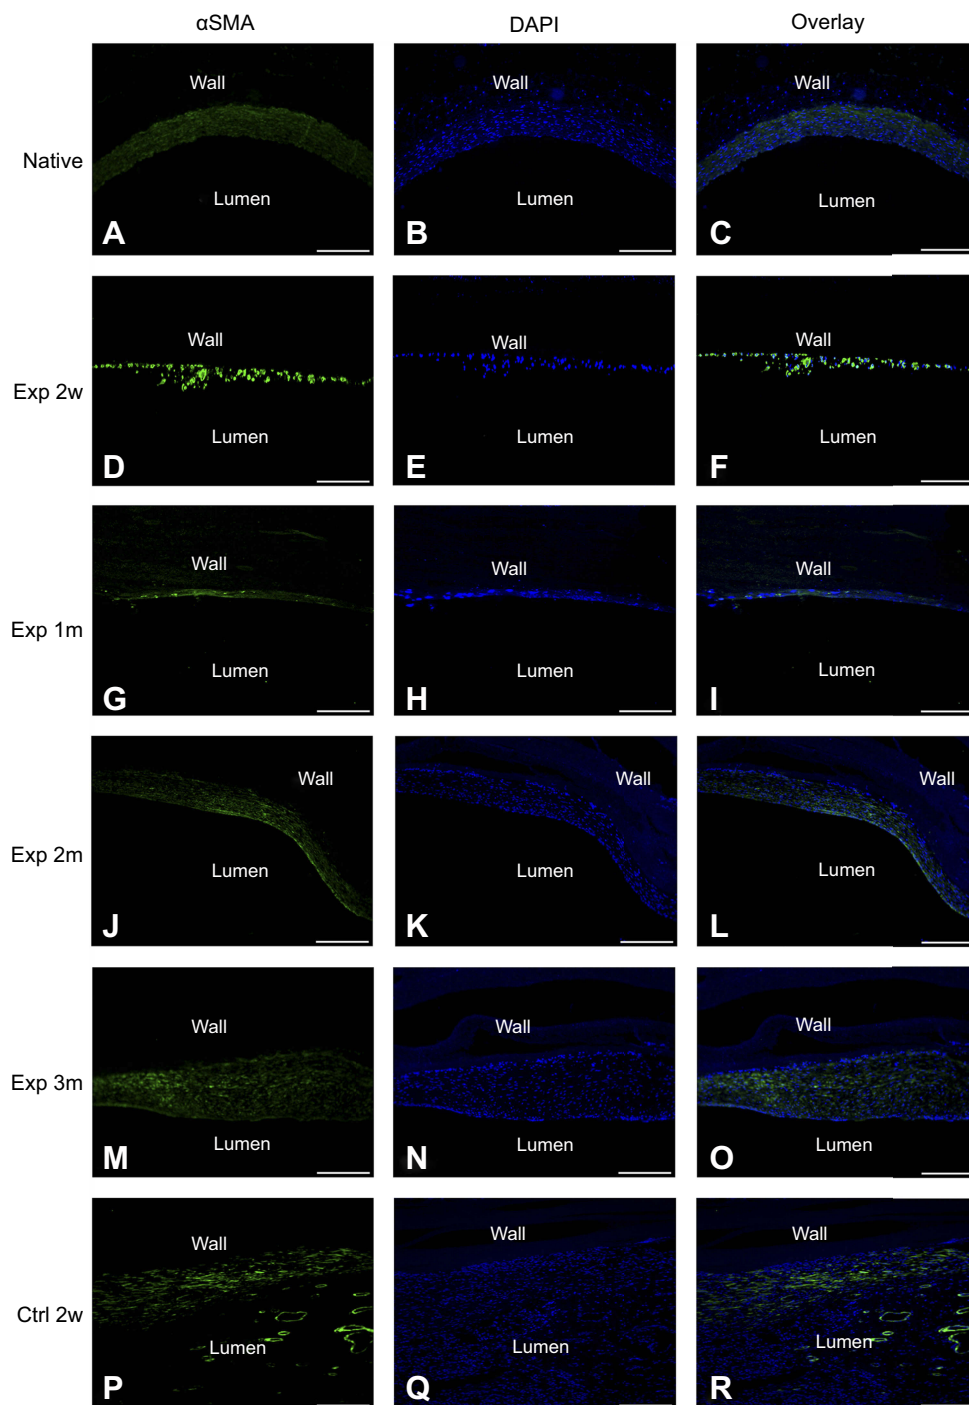 αSMA DAPI Overlay
Native
Wall Wall Wall
Lumen Lumen Lumen
A B C
Exp 2w
Wall Wall Wall
Lumen Lumen Lumen
D E F
Exp 1m
Wall Wall Wall
Lumen Lumen Lumen
G H I
Exp 2m
Wall Wall Wall
Lumen Lumen Lumen
J K L
Exp 3m
Wall Wall Wall
Lumen Lumen Lumen
M N O
Ctrl 2w
Wall Wall Wall
Lumen Lumen Lumen
P Q R